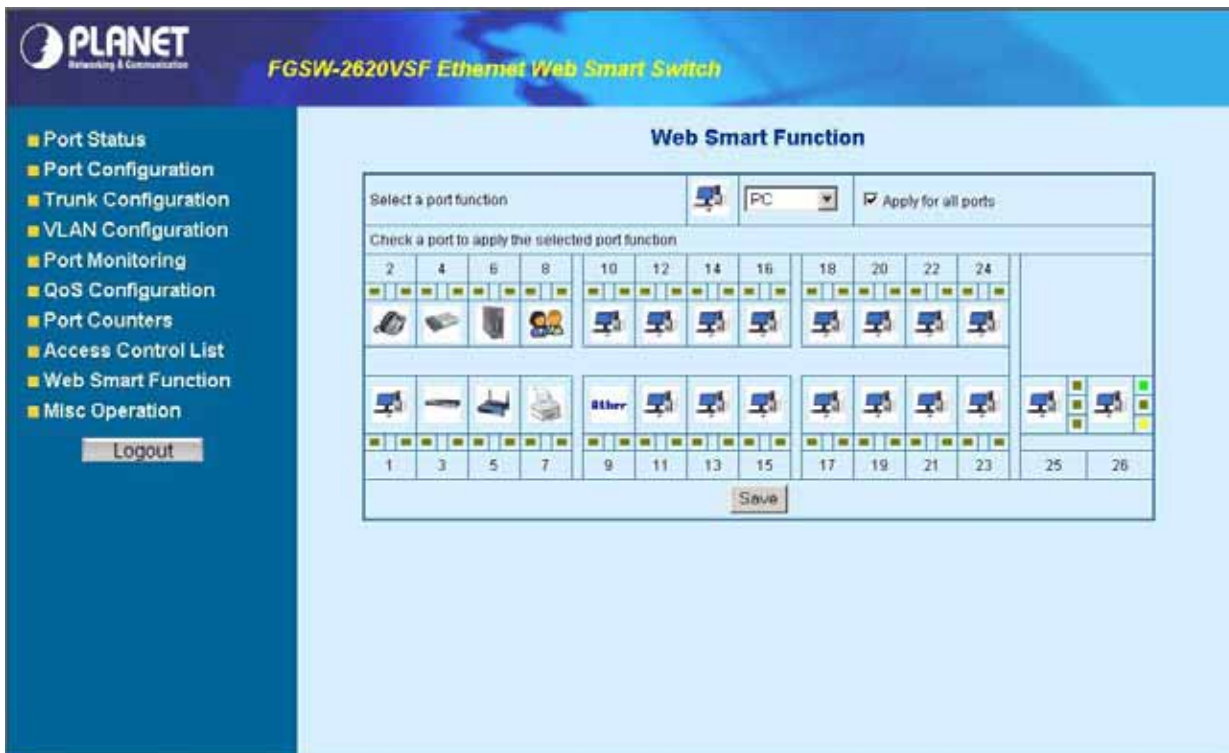 PLANET
Networking & Communication
FGSW-2620VSF Ethernet Web Smart Switch
Port Status
Port Configuration
Trunk Configuration
VLAN Configuration
Port Monitoring
QoS Configuration
Port Counters
Access Control List
Web Smart Function
Misc Operation
Logout
Web Smart Function
Select a port function PC Apply for all ports
Check a port to apply the selected port function
2 4 6 8 10 12 14 16 18 20 22 24
Other
1 3 5 7 9 11 13 15 17 19 21 23 25 26
Save